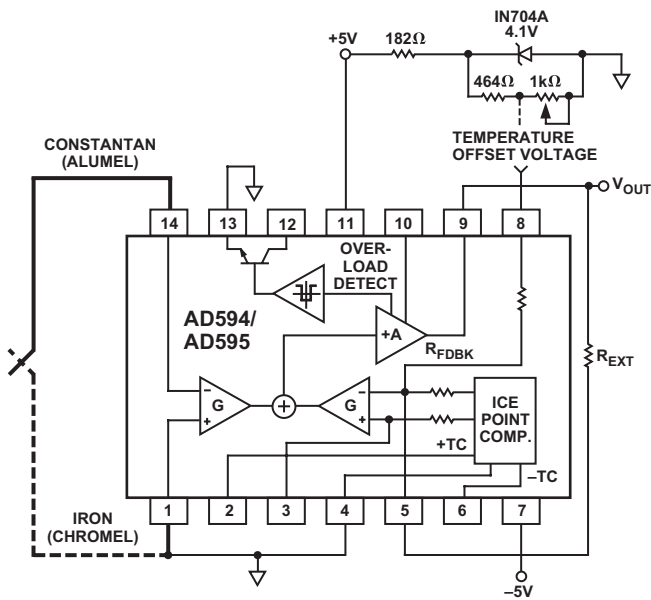 IN704A
4.1V
+5V
182Ω
464Ω
1kΩ
TEMPERATURE
OFFSET VOLTAGE
CONSTANTAN
(ALUMEL)
VOUT
14
13
12
11
10
9
8
OVER-
LOAD
DETECT
AD594/
AD595
+A
RFDBK
REXT
G
–
+
+
G
–
+
ICE
POINT
COMP.
+TC
–TC
1
2
3
4
5
6
7
IRON
(CHROMEL)
–5V